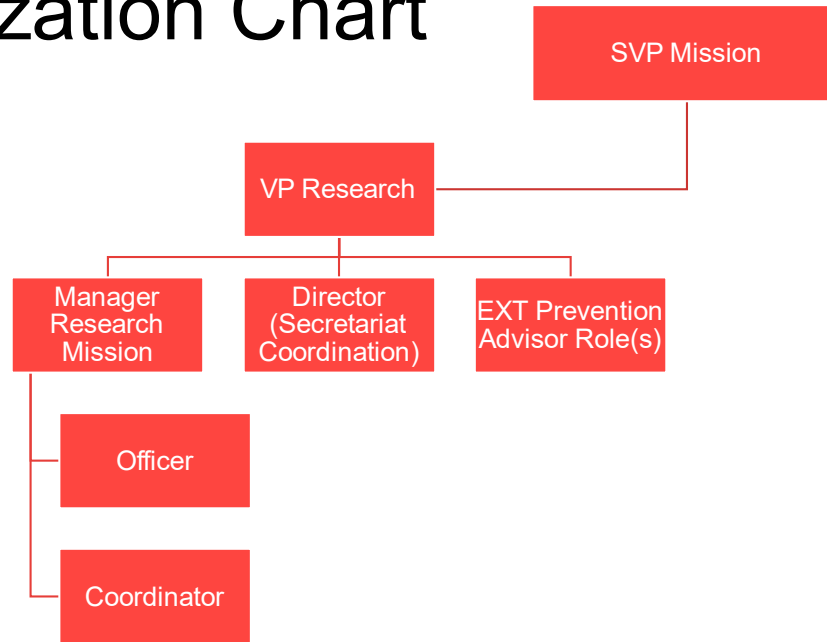 zation Chart
SVP Mission
VP Research
Manager
Research
Mission
Director
(Secretariat
Coordination)
EXT Prevention
Advisor Role(s)
Officer
Coordinator